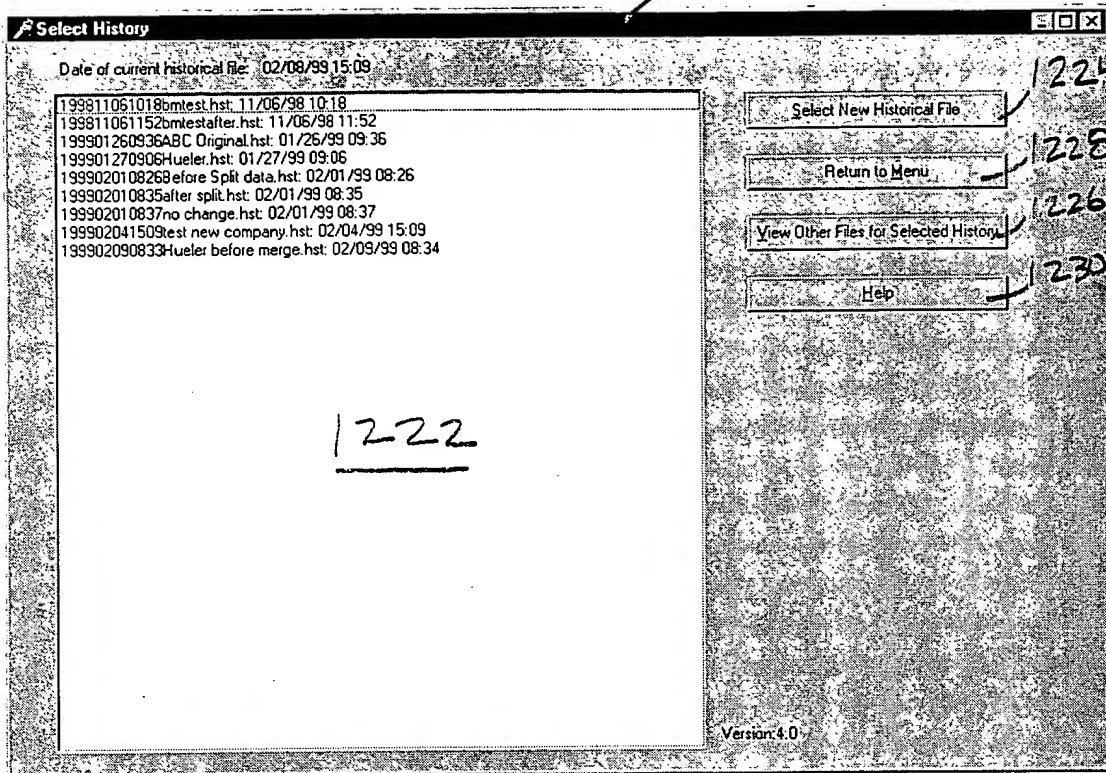 Select History
Date of current historical file: 02/08/99 15:09
199811061018bmtest.hst: 11/06/98 10:18
199811061152bmtestafter.hst: 11/06/98 11:52
199901260936ABC Original.hst: 01/26/99 09:36
199901270906Hueler.hst: 01/27/99 09:06
199902010826Before Split data.hst: 02/01/99 08:26
199902010835after split.hst: 02/01/99 08:35
199902010837no change.hst: 02/01/99 08:37
199902041509test new company.hst: 02/04/99 15:09
199902090833Hueler before merge.hst: 02/09/99 08:34
Select New Historical File
1224
Return to Menu
1228
View Other Files for Selected History
1226
Help
1230
1222
Version:4.0